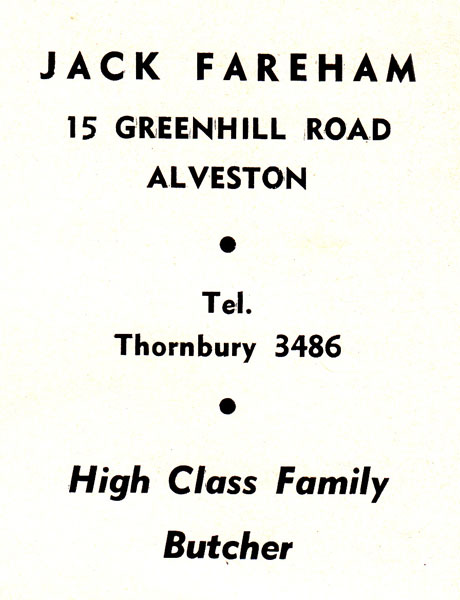 JACK FAREHAM
15 GREENHILL ROAD
ALVESTON
Tel.
Thornbury 3486
High Class Family
Butcher